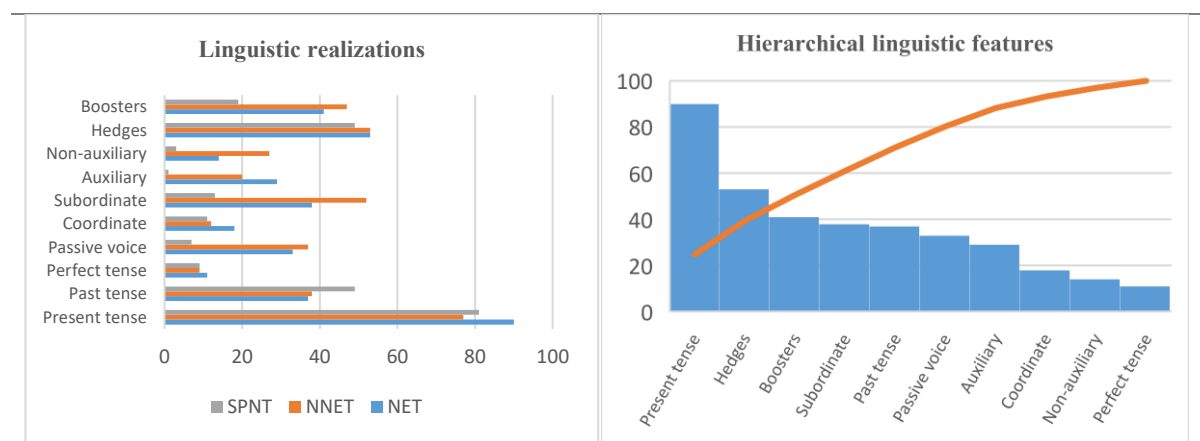 Linguistic realizations
Boosters
Hedges
Non-auxiliary
Auxiliary
Subordinate
Coordinate
Passive voice
Perfect tense
Past tense
Present tense
0 20 40 60 80 100
SPNT NNET NET
Hierarchical linguistic features
100
80
60
40
20
0
Present tense
Hedges
Boosters
Subordinate
Past tense
Passive voice
Auxiliary
Coordinate
Non-auxiliary
Perfect tense